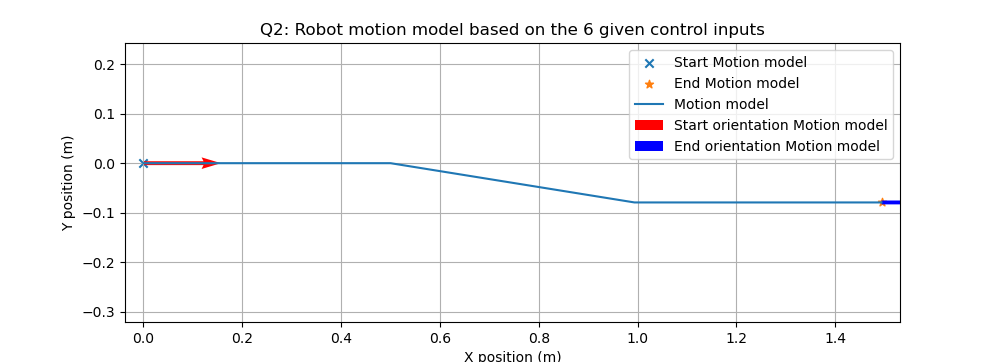 Q2: Robot motion model based on the 6 given control inputs
Start Motion model
End Motion model
Motion model
Start orientation Motion model
End orientation Motion model
Y position (m)
0.2
0.1
0.0
−0.1
−0.2
−0.3
0.0 0.2 0.4 0.6 0.8 1.0 1.2 1.4
X position (m)